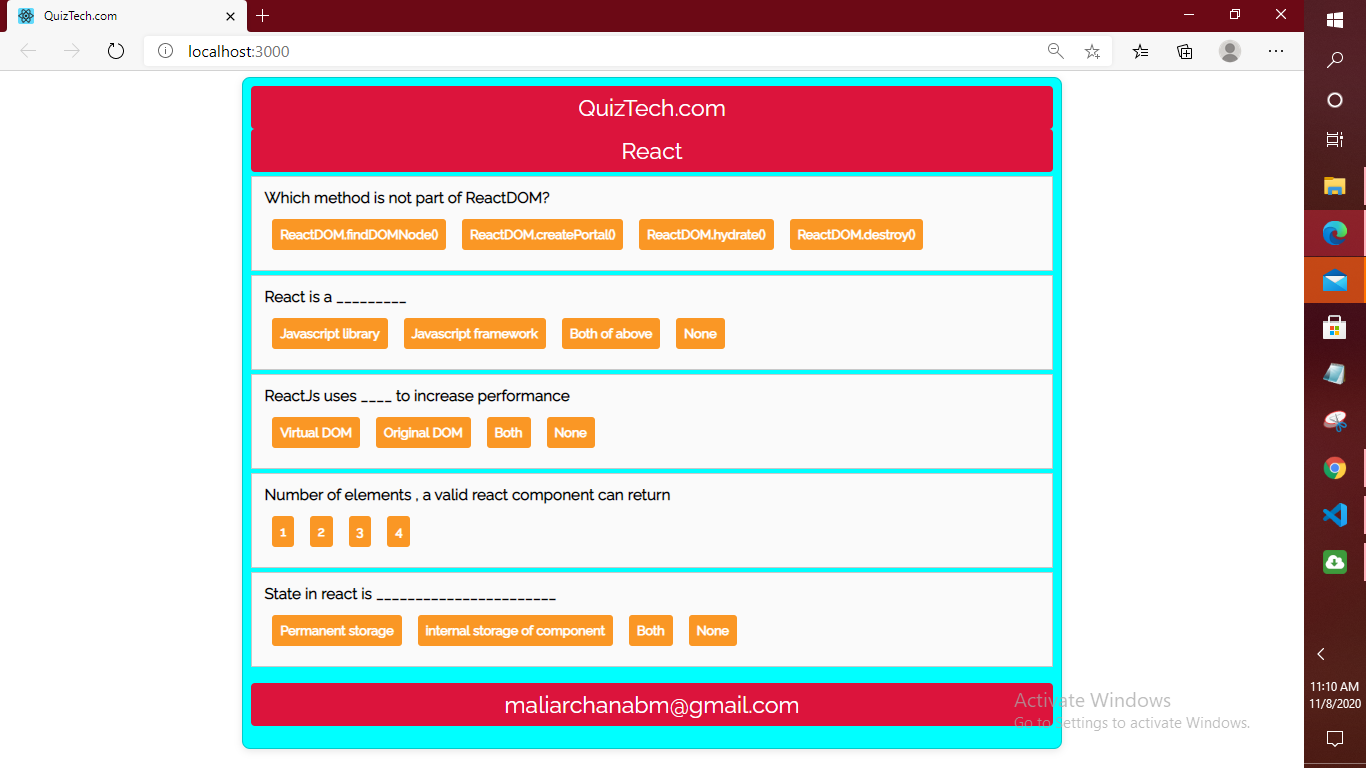 QuizTech.com
localhost:3000
QuizTech.com
React
Which method is not part of ReactDOM?
ReactDOM.findDOMNode() ReactDOM.createPortal() ReactDOM.hydrate() ReactDOM.destroy()
React is a _________
Javascript library Javascript framework Both of above None
ReactJs uses ____ to increase performance
Virtual DOM Original DOM Both None
Number of elements , a valid react component can return
1 2 3 4
State in react is _______________________
Permanent storage internal storage of component Both None
maliarchanabm@gmail.com
Activate Windows
Go to Settings to activate Windows.
11:10 AM
11/8/2020